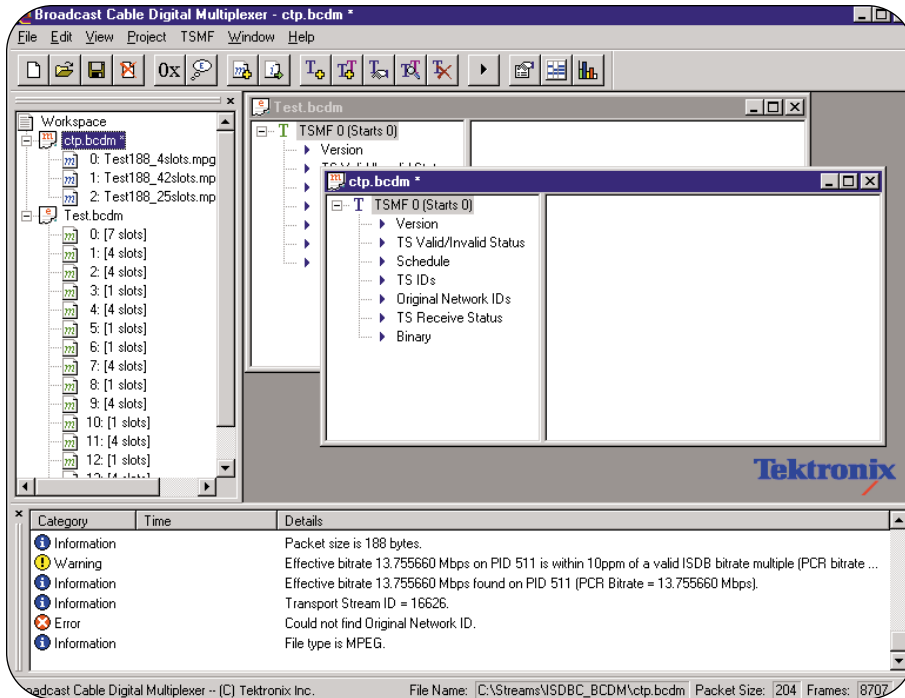 Broadcast Cable Digital Multiplexer - ctp.bcdm *
File Edit View Project TSMF Window Help
0x
Workspace
ctp.bcdm *
0: Test188_4slots.mpg
1: Test188_42slots.mp
2: Test188_25slots.mp
Test.bcdm
0: [7 slots]
1: [4 slots]
2: [4 slots]
3: [1 slots]
4: [4 slots]
5: [1 slots]
6: [1 slots]
7: [4 slots]
8: [1 slots]
9: [4 slots]
10: [1 slots]
11: [4 slots]
12: [1 slots]
Test.bcdm
TSMF 0 (Starts 0)
Version
ctp.bcdm *
TSMF 0 (Starts 0)
Version
TS Valid/Invalid Status
Schedule
TS IDs
Original Network IDs
TS Receive Status
Binary
Tektronix
Category Time Details
Information Packet size is 188 bytes.
Warning Effective bitrate 13.755660 Mbps on PID 511 is within 10ppm of a valid ISDB bitrate multiple (PCR bitrate ...
Information Effective bitrate 13.755660 Mbps found on PID 511 (PCR Bitrate = 13.755660 Mbps).
Information Transport Stream ID = 16626.
Error Could not find Original Network ID.
Information File type is MPEG.
oadcast Cable Digital Multiplexer -- (C) Tektronix Inc. File Name: C:\Streams\ISDBC_BCDM\ctp.bcdm Packet Size: 204 Frames: 8707